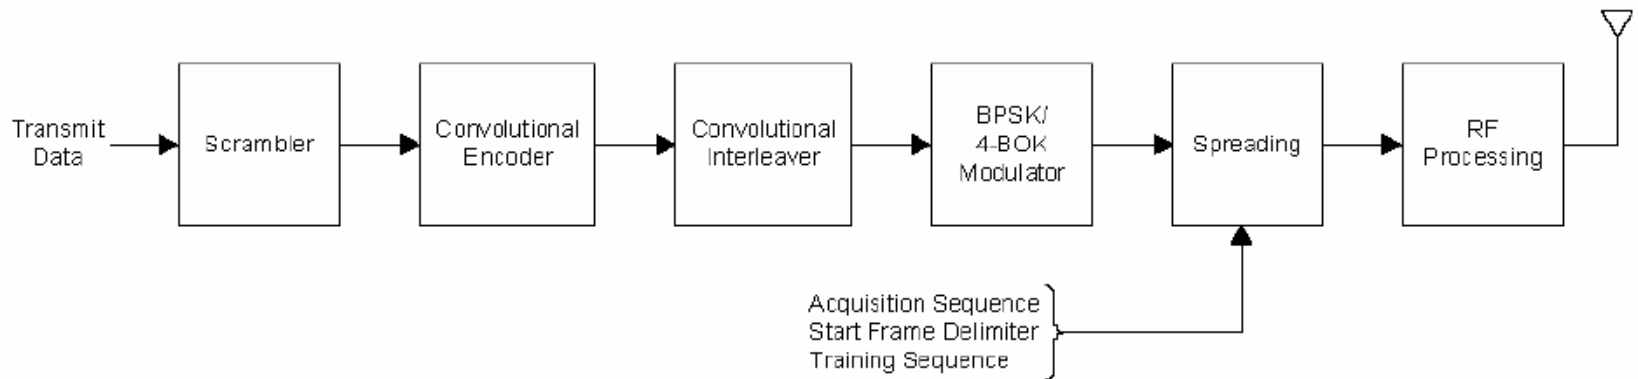 Transmit
Data
Scrambler
Convolutional
Encoder
Convolutional
Interleaver
BPSK/
4-BOK
Modulator
Spreading
RF
Processing
Acquisition Sequence
Start Frame Delimiter
Training Sequence